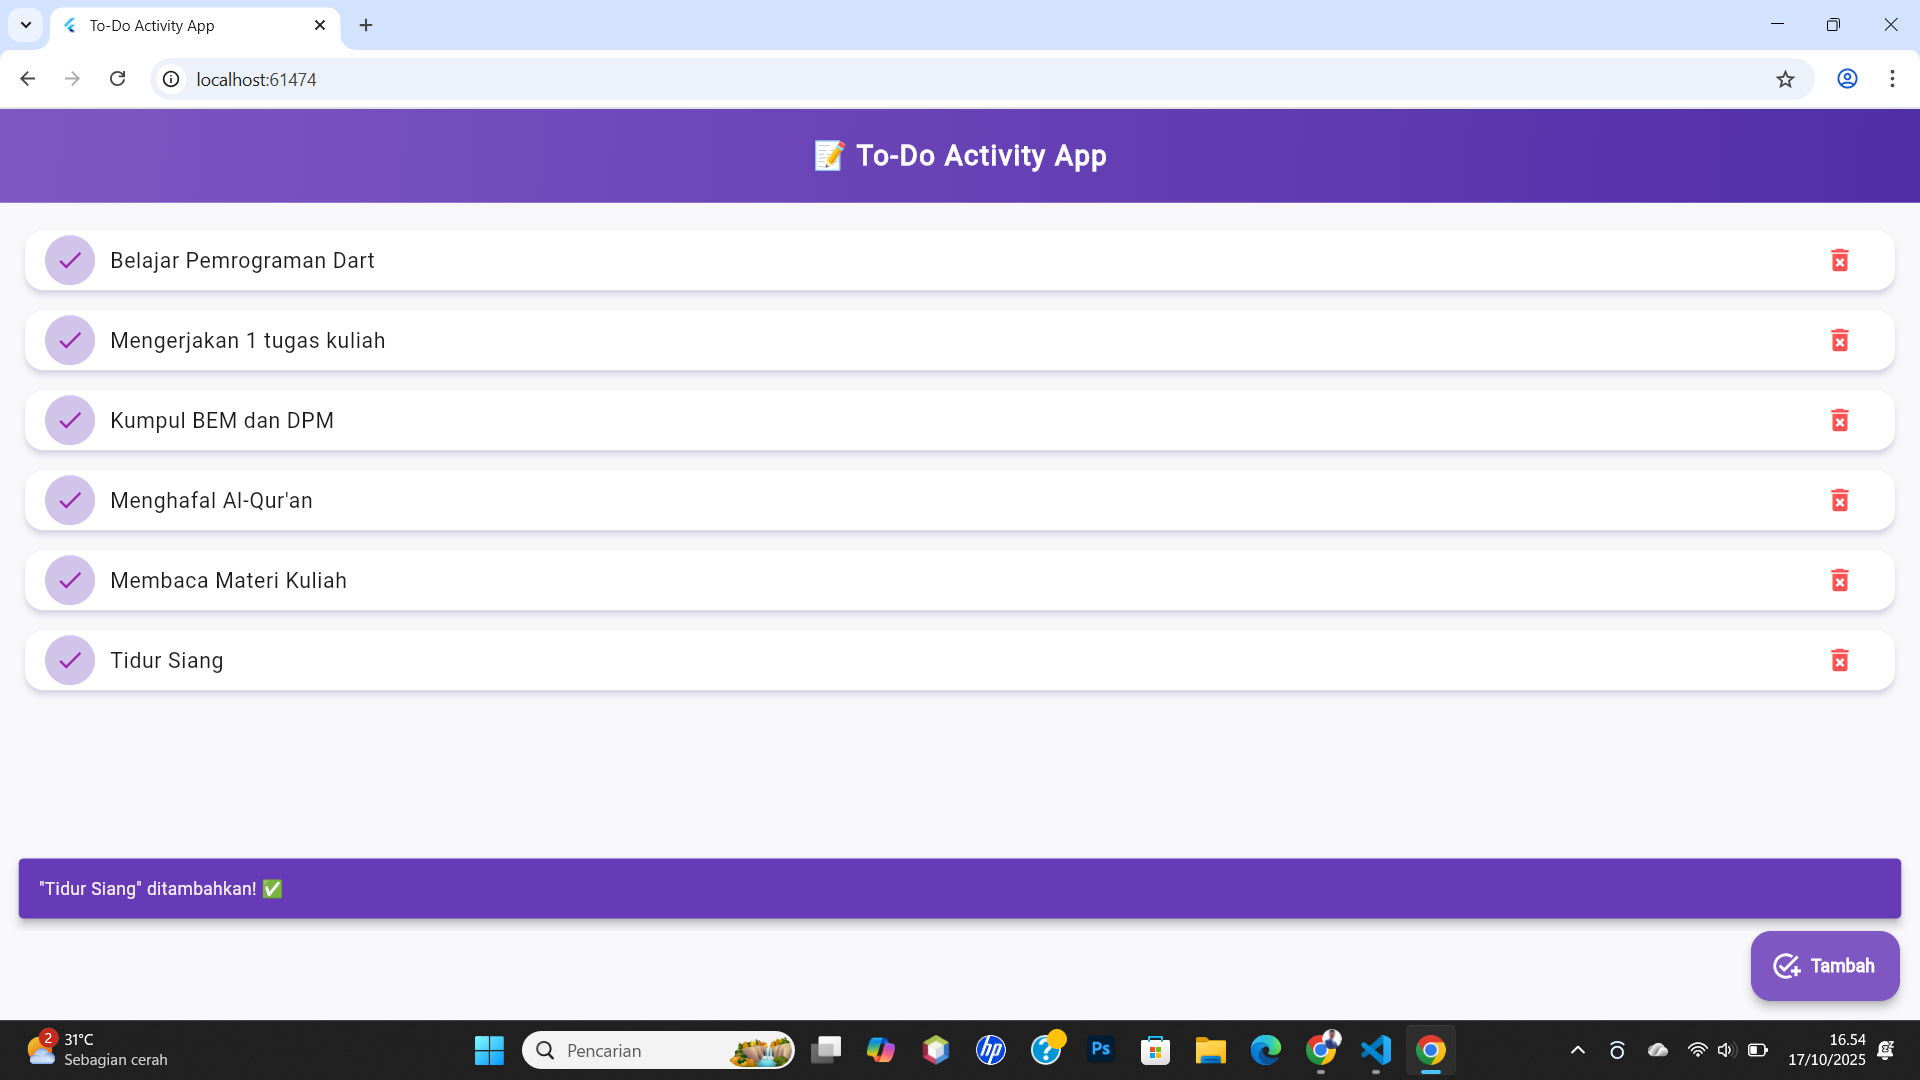 To-Do Activity App
localhost:61474
📝 To-Do Activity App
Belajar Pemrograman Dart
Mengerjakan 1 tugas kuliah
Kumpul BEM dan DPM
Menghafal Al-Qur'an
Membaca Materi Kuliah
Tidur Siang
"Tidur Siang" ditambahkan! ✅
Tambah
2
31°C
Sebagian cerah
Pencarian
hp
?
Ps
16.54
17/10/2025